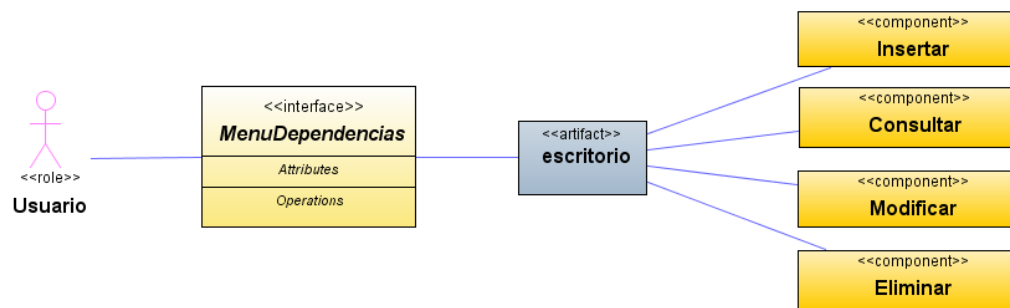 <<role>>
Usuario
<<interface>>
MenuDependencias
Attributes
Operations
<<artifact>>
escritorio
<<component>>
Insertar
<<component>>
Consultar
<<component>>
Modificar
<<component>>
Eliminar